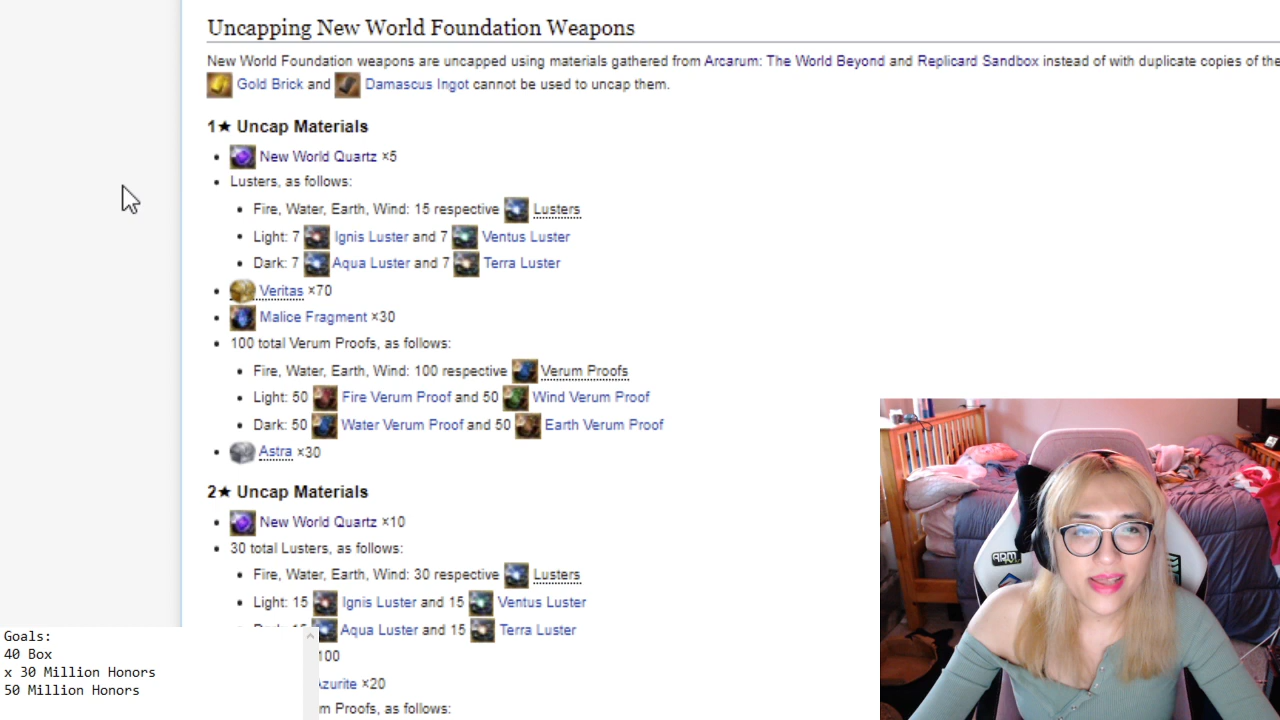 Uncapping New World Foundation Weapons
New World Foundation weapons are uncapped using materials gathered from Arcarum: The World Beyond and Replicard Sandbox instead of with duplicate copies of the
Gold Brick and Damascus Ingot cannot be used to uncap them.
1★ Uncap Materials
• New World Quartz ×5
• Lusters, as follows:
• Fire, Water, Earth, Wind: 15 respective Lusters
• Light: 7 Ignis Luster and 7 Ventus Luster
• Dark: 7 Aqua Luster and 7 Terra Luster
• Veritas ×70
• Malice Fragment ×30
• 100 total Verum Proofs, as follows:
• Fire, Water, Earth, Wind: 100 respective Verum Proofs
• Light: 50 Fire Verum Proof and 50 Wind Verum Proof
• Dark: 50 Water Verum Proof and 50 Earth Verum Proof
• Astra ×30
2★ Uncap Materials
• New World Quartz ×10
• 30 total Lusters, as follows:
• Fire, Water, Earth, Wind: 30 respective Lusters
• Light: 15 Ignis Luster and 15 Ventus Luster
Aqua Luster and 15 Terra Luster
100
Azurite ×20
m Proofs, as follows:
Goals:
40 Box
x 30 Million Honors
50 Million Honors